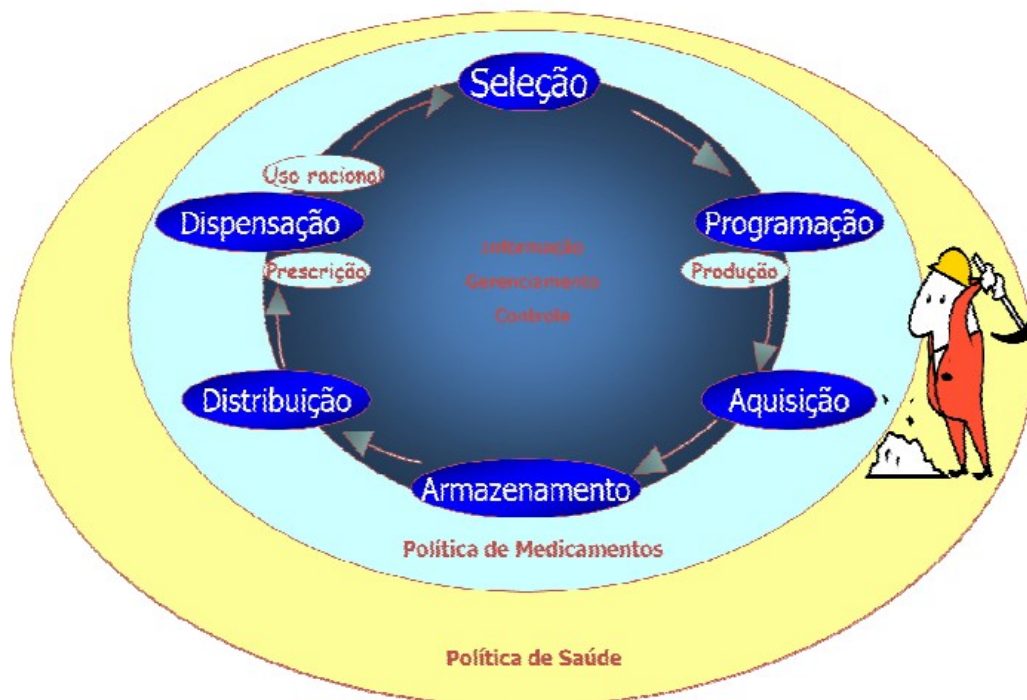 Seleção
Uso racional
Dispensação
Programação
Prescrição
Informação
Produção
Gerenciamento
Controle
Distribuição
Aquisição
Armazenamento
Política de Medicamentos
Política de Saúde